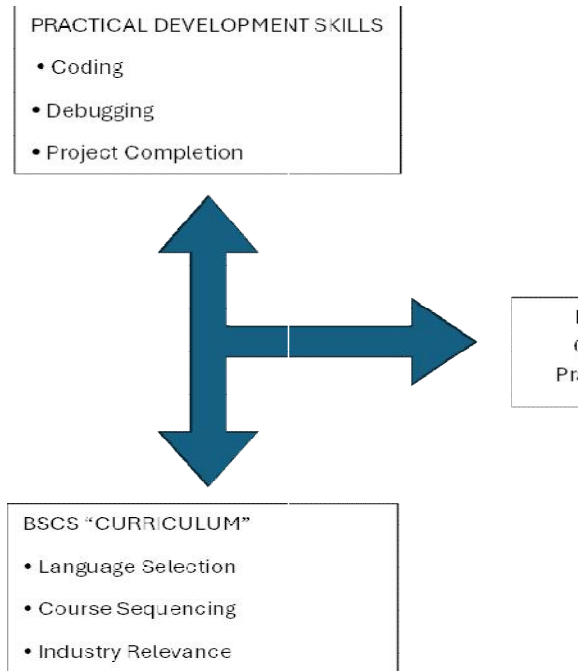 PRACTICAL DEVELOPMENT SKILLS
• Coding
• Debugging
• Project Completion
BSCS “CURRICULUM”
• Language Selection
• Course Sequencing
• Industry Relevance